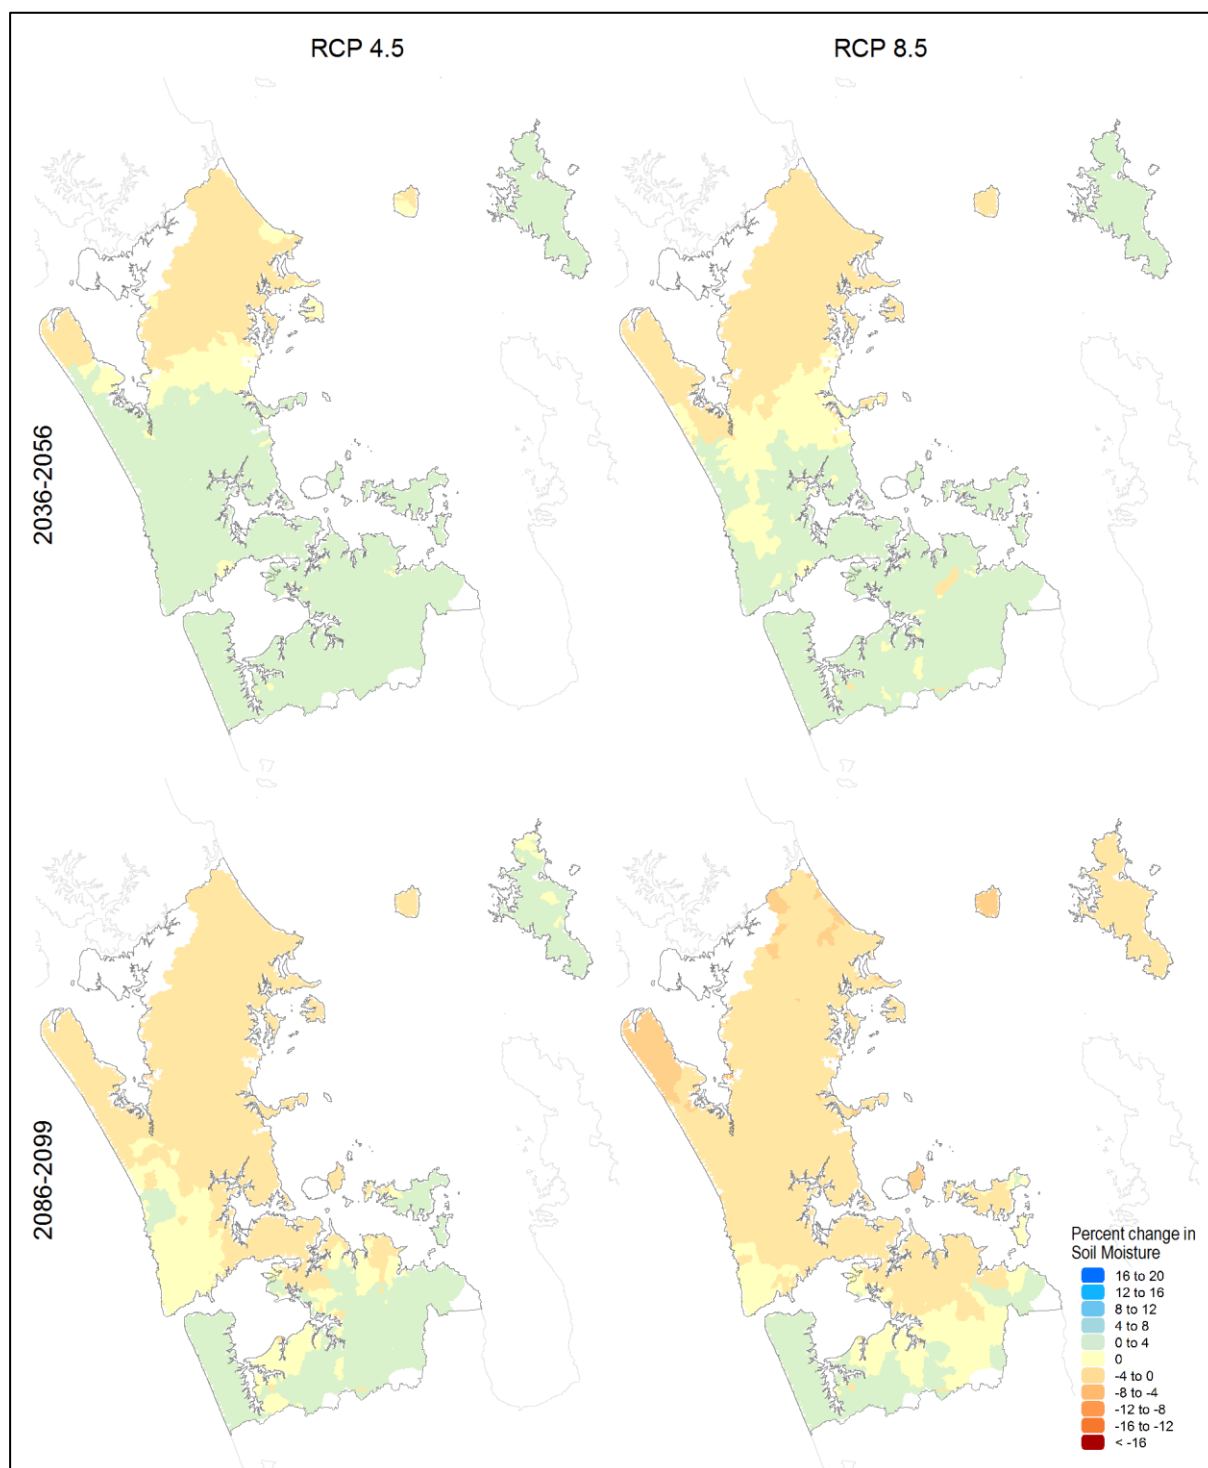 RCP 4.5
RCP 8.5
2036-2056
2086-2099
Percent change in
Soil Moisture
16 to 20
12 to 16
8 to 12
4 to 8
0 to 4
0
-4 to 0
-8 to -4
-12 to -8
-16 to -12
< -16